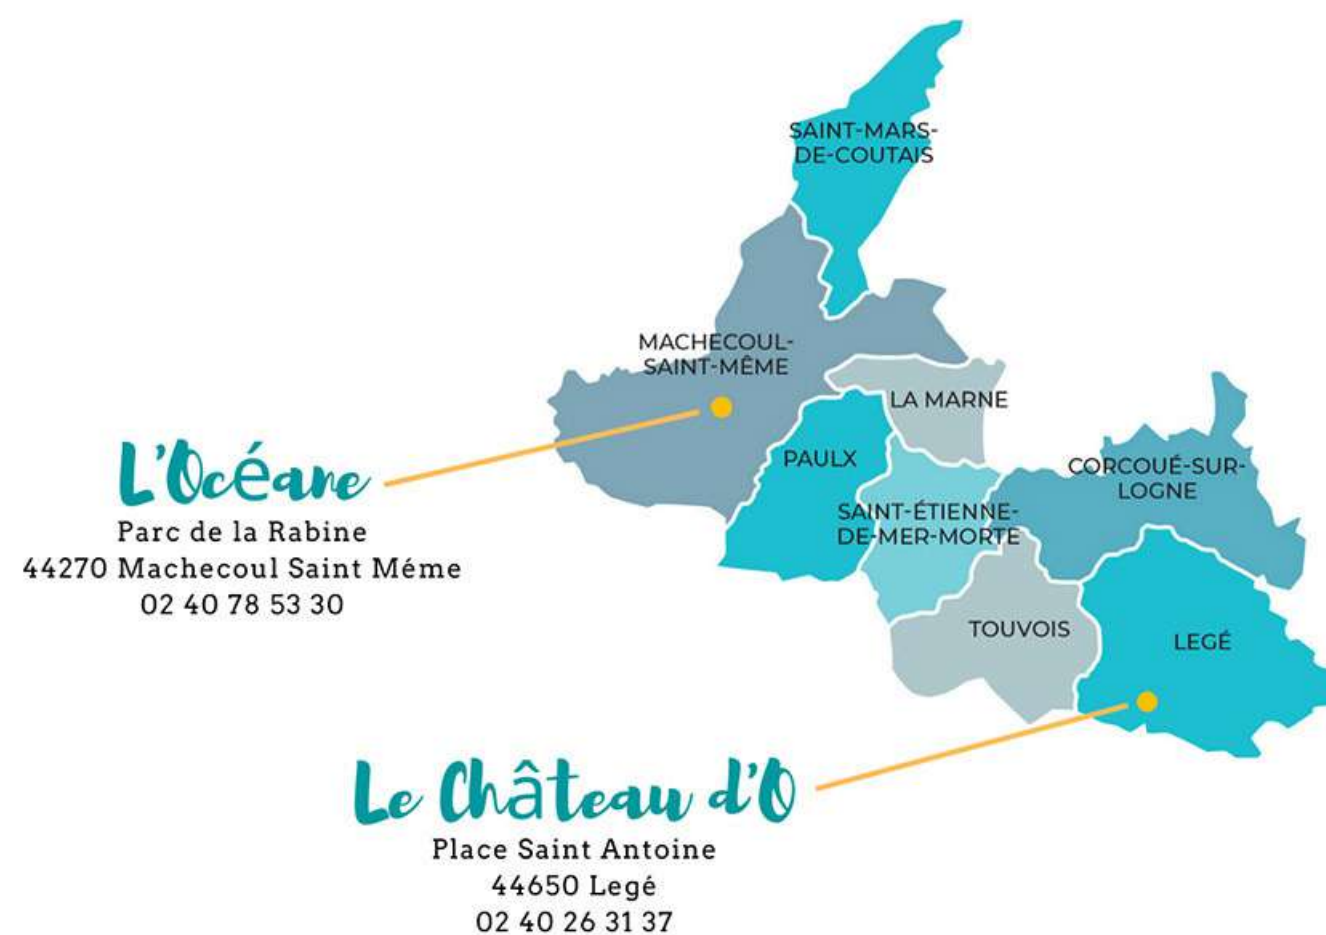 SAINT-MARS-
DE-COUTAIS
MACHECOUL-
SAINT-MÊME
LA MARNE
PAULX
CORCOUÉ-SUR-
LOGNE
SAINT-ÉTIENNE-
DE-MER-MORTE
TOUVOIS
LEGÉ
L'Océane
Parc de la Rabine
44270 Machecoul Saint Méme
02 40 78 53 30
Le Château d'O
Place Saint Antoine
44650 Legé
02 40 26 31 37